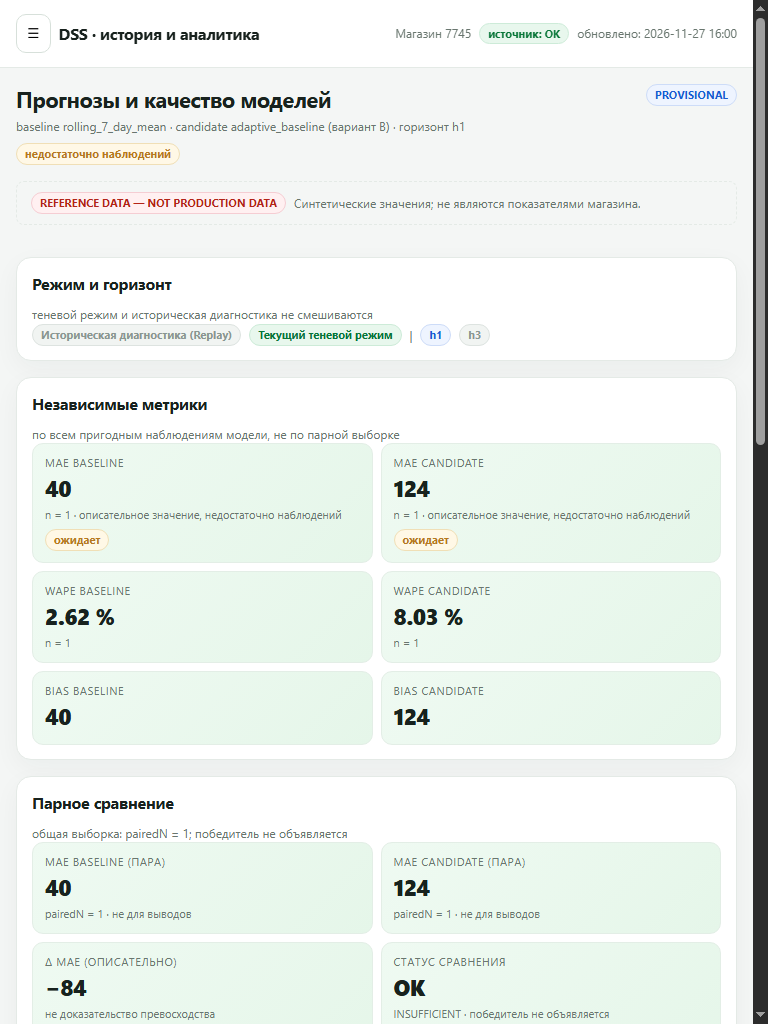 ☰ DSS · история и аналитика Магазин 7745 источник: OK обновлено: 2026-11-27 16:00
Прогнозы и качество моделей PROVISIONAL
baseline rolling_7_day_mean · candidate adaptive_baseline (вариант B) · горизонт h1
недостаточно наблюдений
REFERENCE DATA — NOT PRODUCTION DATA Синтетические значения; не являются показателями магазина.
Режим и горизонт
теневой режим и историческая диагностика не смешиваются
Историческая диагностика (Replay) Текущий теневой режим | h1 h3
Независимые метрики
по всем пригодным наблюдениям модели, не по парной выборке
MAE BASELINE MAE CANDIDATE
40 124
n = 1 · описательное значение, недостаточно наблюдений n = 1 · описательное значение, недостаточно наблюдений
ожидает ожидает
WAPE BASELINE WAPE CANDIDATE
2.62 % 8.03 %
n = 1 n = 1
BIAS BASELINE BIAS CANDIDATE
40 124
Парное сравнение
общая выборка: pairedN = 1; победитель не объявляется
MAE BASELINE (ПАРА) MAE CANDIDATE (ПАРА)
40 124
pairedN = 1 · не для выводов pairedN = 1 · не для выводов
Δ MAE (ОПИСАТЕЛЬНО) СТАТУС СРАВНЕНИЯ
−84 OK
не доказательство превосходства INSUFFICIENT · победитель не объявляется